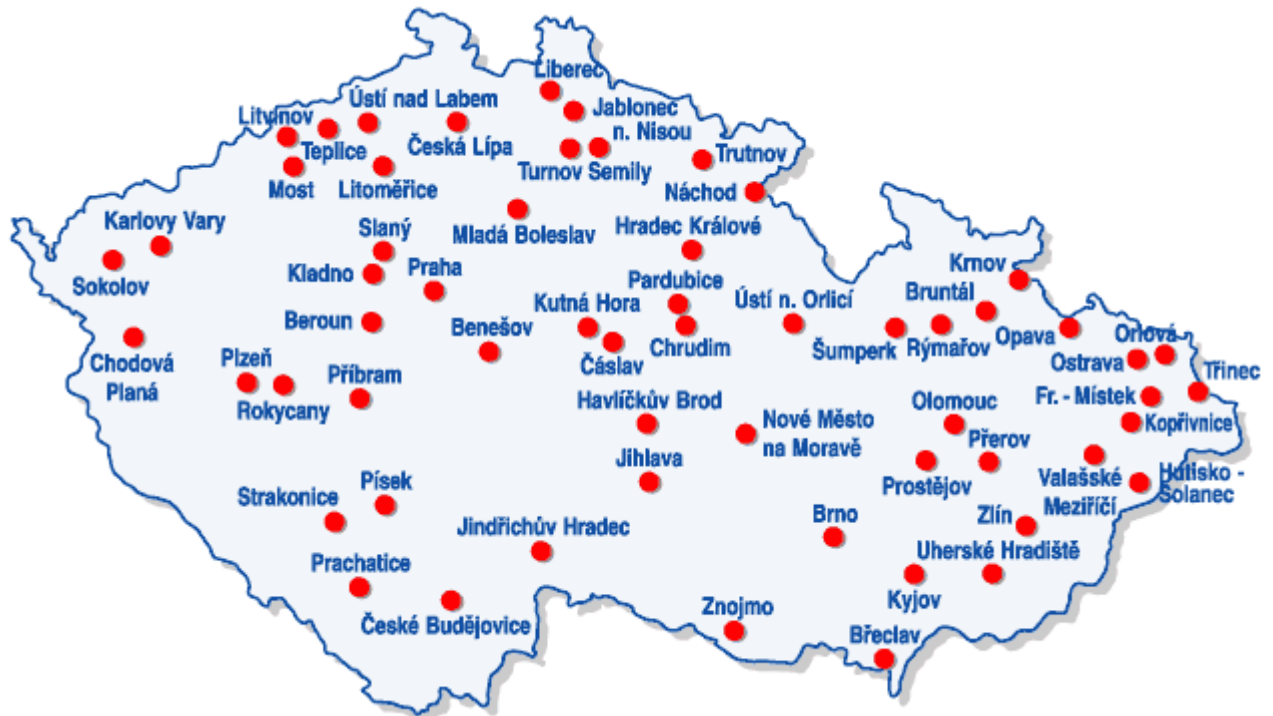 Liberec
Jablonec
n. Nisou
Ústí nad Labem
Litvínov
Teplice
Česká Lípa
Turnov Semily
Trutnov
Most
Litoměřice
Náchod
Karlovy Vary
Slaný
Mladá Boleslav
Hradec Králové
Sokolov
Kladno
Praha
Krnov
Pardubice
Bruntál
Kutná Hora
Ústí n. Orlicí
Beroun
Benešov
Chrudim
Šumperk
Rýmařov
Opava
Orlová
Chodová
Planá
Plzeň
Čáslav
Ostrava
Třinec
Příbram
Rokycany
Havlíčkův Brod
Fr. - Místek
Olomouc
Nové Město
na Moravě
Kopřivnice
Přerov
Jihlava
Valašské
Meziříčí
Hutisko -
Solanec
Písek
Prostějov
Strakonice
Zlín
Brno
Jindřichův Hradec
Uherské Hradiště
Prachatice
Kyjov
Znojmo
České Budějovice
Břeclav